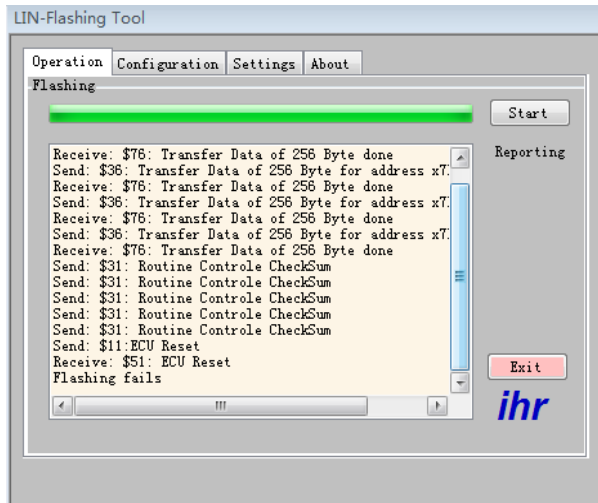 LIN-Flashing Tool
Operation Configuration Settings About
Flashing
Start
Reporting
Receive: $76: Transfer Data of 256 Byte done
Send: $36: Transfer Data of 256 Byte for address x7
Receive: $76: Transfer Data of 256 Byte done
Send: $36: Transfer Data of 256 Byte for address x7
Receive: $76: Transfer Data of 256 Byte done
Send: $36: Transfer Data of 256 Byte for address x7
Receive: $76: Transfer Data of 256 Byte done
Send: $31: Routine Controle CheckSum
Send: $31: Routine Controle CheckSum
Send: $31: Routine Controle CheckSum
Send: $31: Routine Controle CheckSum
Send: $31: Routine Controle CheckSum
Send: $11:ECU Reset
Receive: $51: ECU Reset
Flashing fails
Exit
ihr